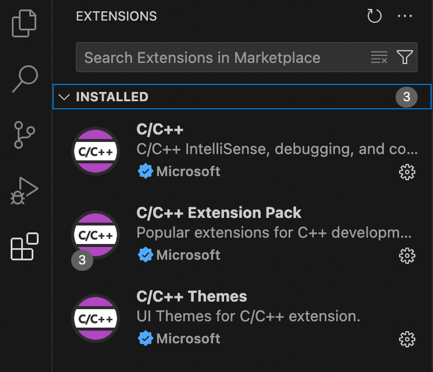 EXTENSIONS
Search Extensions in Marketplace
INSTALLED 3
C/C++
C/C++
C/C++ IntelliSense, debugging, and co...
Microsoft
C/C++ Extension Pack
C/C++
Popular extensions for C++ developm...
3
Microsoft
C/C++ Themes
C/C++
UI Themes for C/C++ extension.
Microsoft